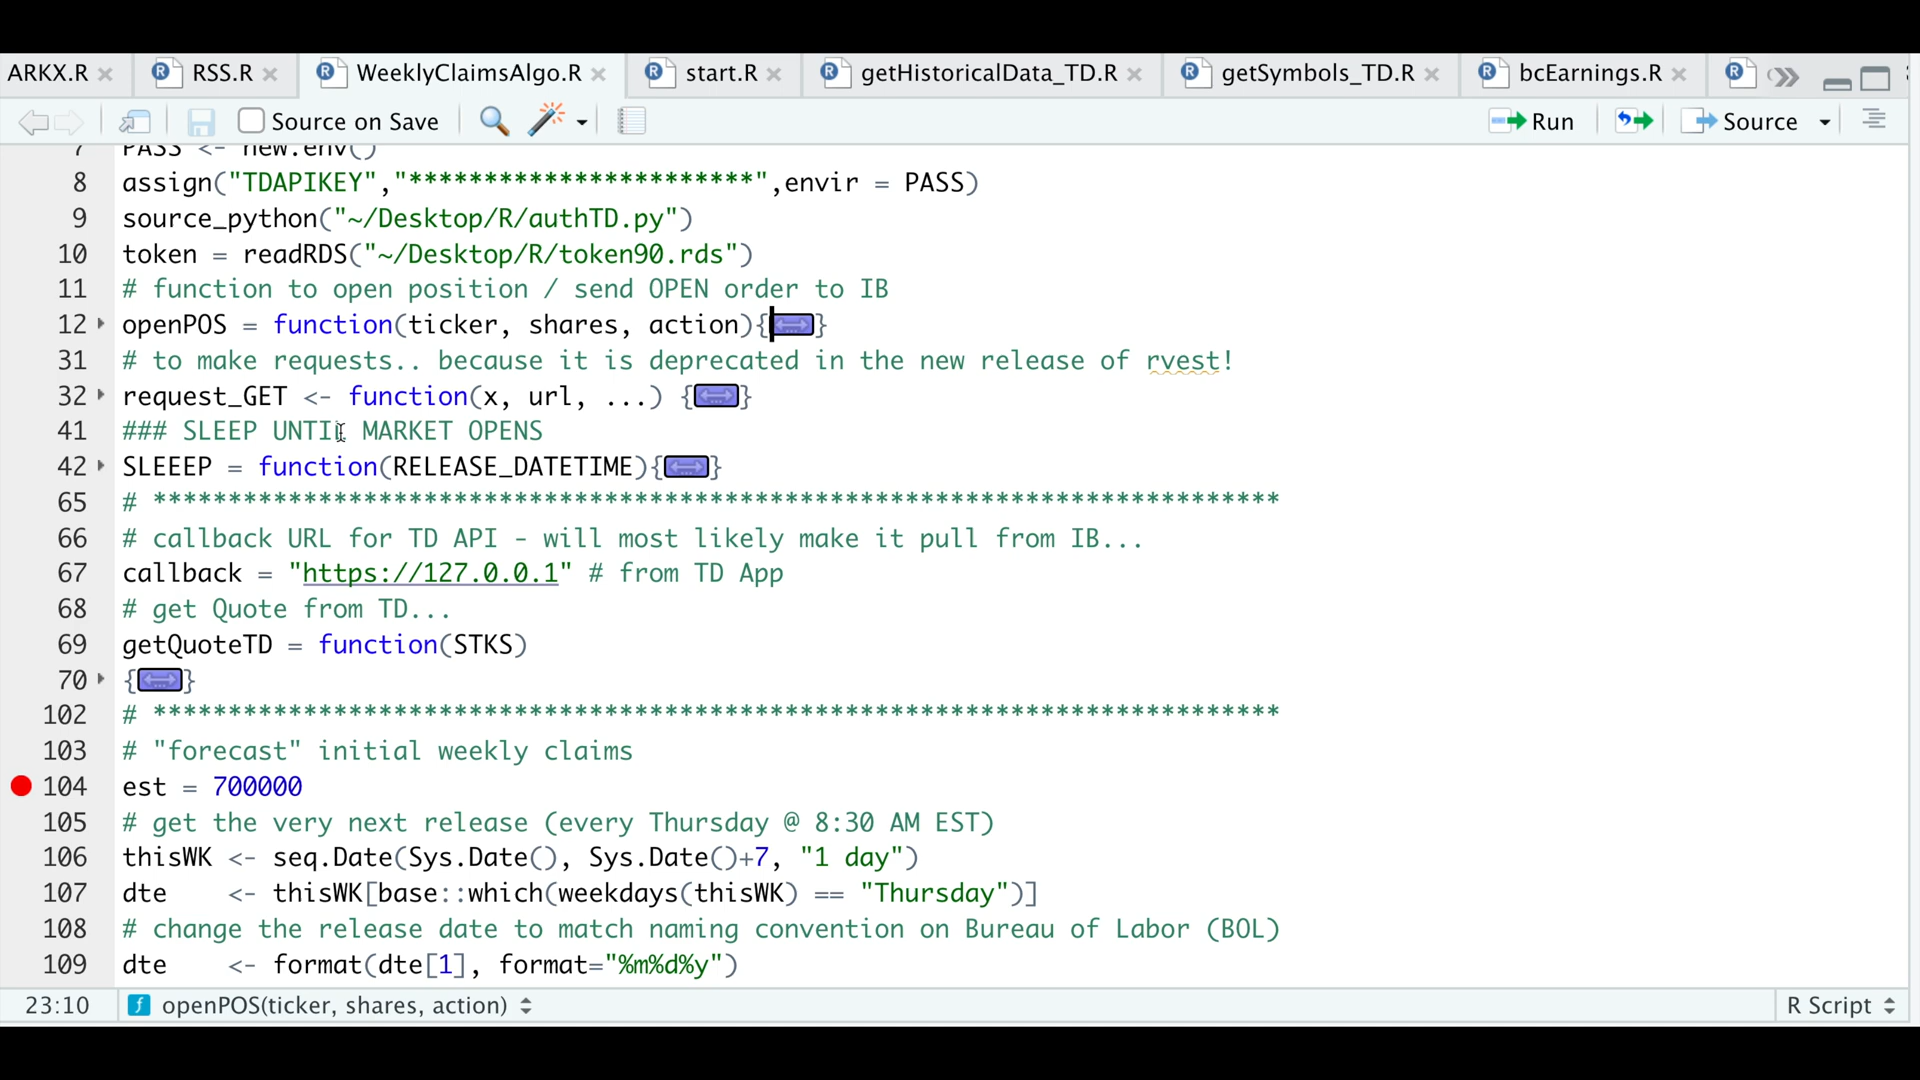 ARKX.R RSS.R WeeklyClaimsAlgo.R start.R getHistoricalData_TD.R getSymbols_TD.R bcEarnings.R
Source on Save Run Source
7 PASS <- new.env()
8 assign("TDAPIKEY","***********************",envir = PASS)
9 source_python("~/Desktop/R/authTD.py")
10 token = readRDS("~/Desktop/R/token90.rds")
11 # function to open position / send OPEN order to IB
12 openPOS = function(ticker, shares, action){}
31 # to make requests.. because it is deprecated in the new release of rvest!
32 request_GET <- function(x, url, ...) {}
41 ### SLEEP UNTIL MARKET OPENS
42 SLEEEP = function(RELEASE_DATETIME){}
65 # ***************************************************************************
66 # callback URL for TD API - will most likely make it pull from IB...
67 callback = "https://127.0.0.1" # from TD App
68 # get Quote from TD...
69 getQuoteTD = function(STKS)
70 {}
102 # ***************************************************************************
103 # "forecast" initial weekly claims
104 est = 700000
105 # get the very next release (every Thursday @ 8:30 AM EST)
106 thisWK <- seq.Date(Sys.Date(), Sys.Date()+7, "1 day")
107 dte    <- thisWK[base::which(weekdays(thisWK) == "Thursday")]
108 # change the release date to match naming convention on Bureau of Labor (BOL)
109 dte    <- format(dte[1], format="%m%d%y")
23:10 openPOS(ticker, shares, action) R Script